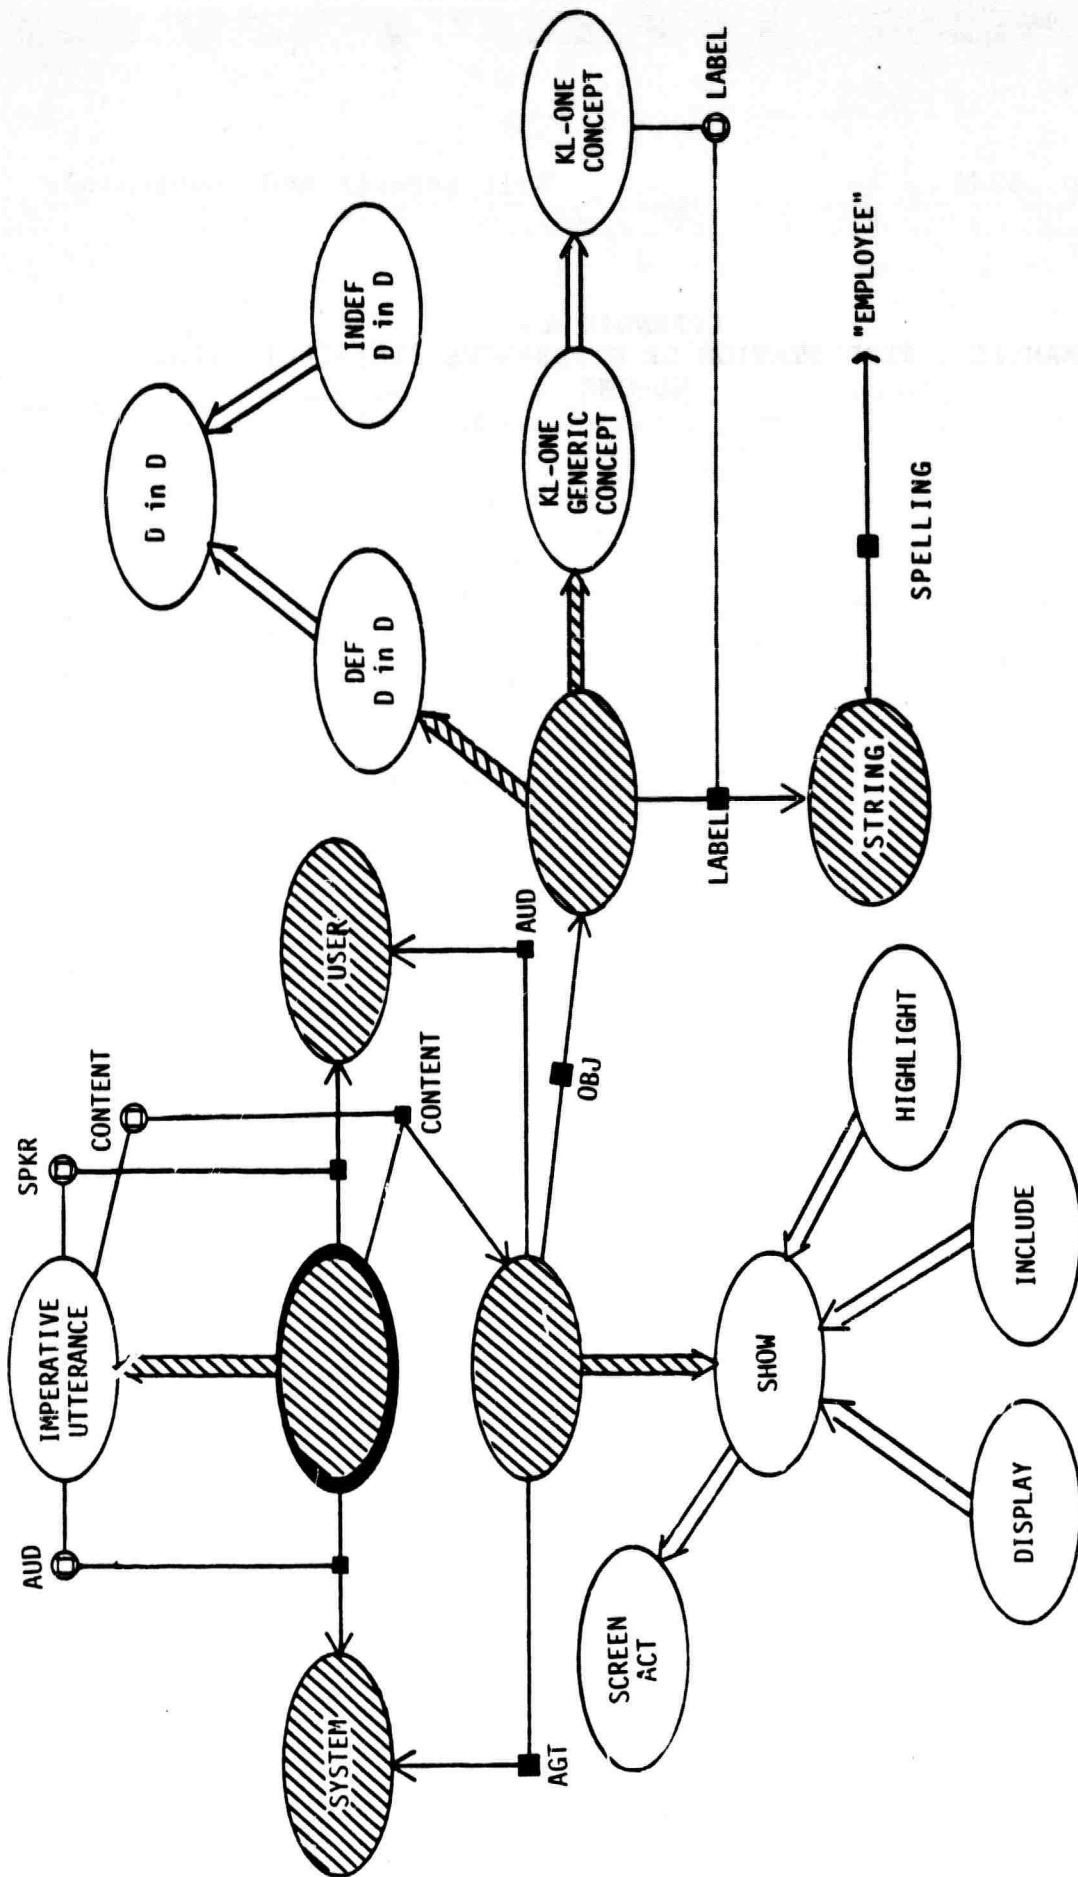 AUD
IMPERATIVE
UTTERANCE
SPKR
CONTENT
D in D
SYSTEM
USER
DEF
D in D
INDEF
D in D
CONTENT
AGT
AUD
OBJ
KL-ONE
GENERIC
CONCEPT
KL-ONE
CONCEPT
SCREEN
ACT
SHOW
LABEL
LABEL
HIGHLIGHT
STRING
"EMPLOYEE"
SPELLING
DISPLAY
INCLUDE